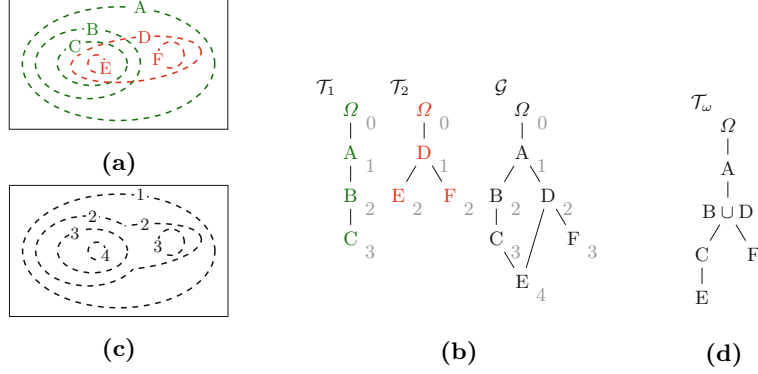 A
B
C
D
E
F
(a)
1
2
2
3
3
4
(c)
𝒯₁ 𝒯₂ 𝒢
Ω 0 Ω 0 Ω 0
A 1 D 1 A 1
B 2 E 2 F 2 B 2 D 2
C 3 C 3 F 3
E 4
(b)
𝒯_ω
Ω
A
B ∪ D
C F
E
(d)